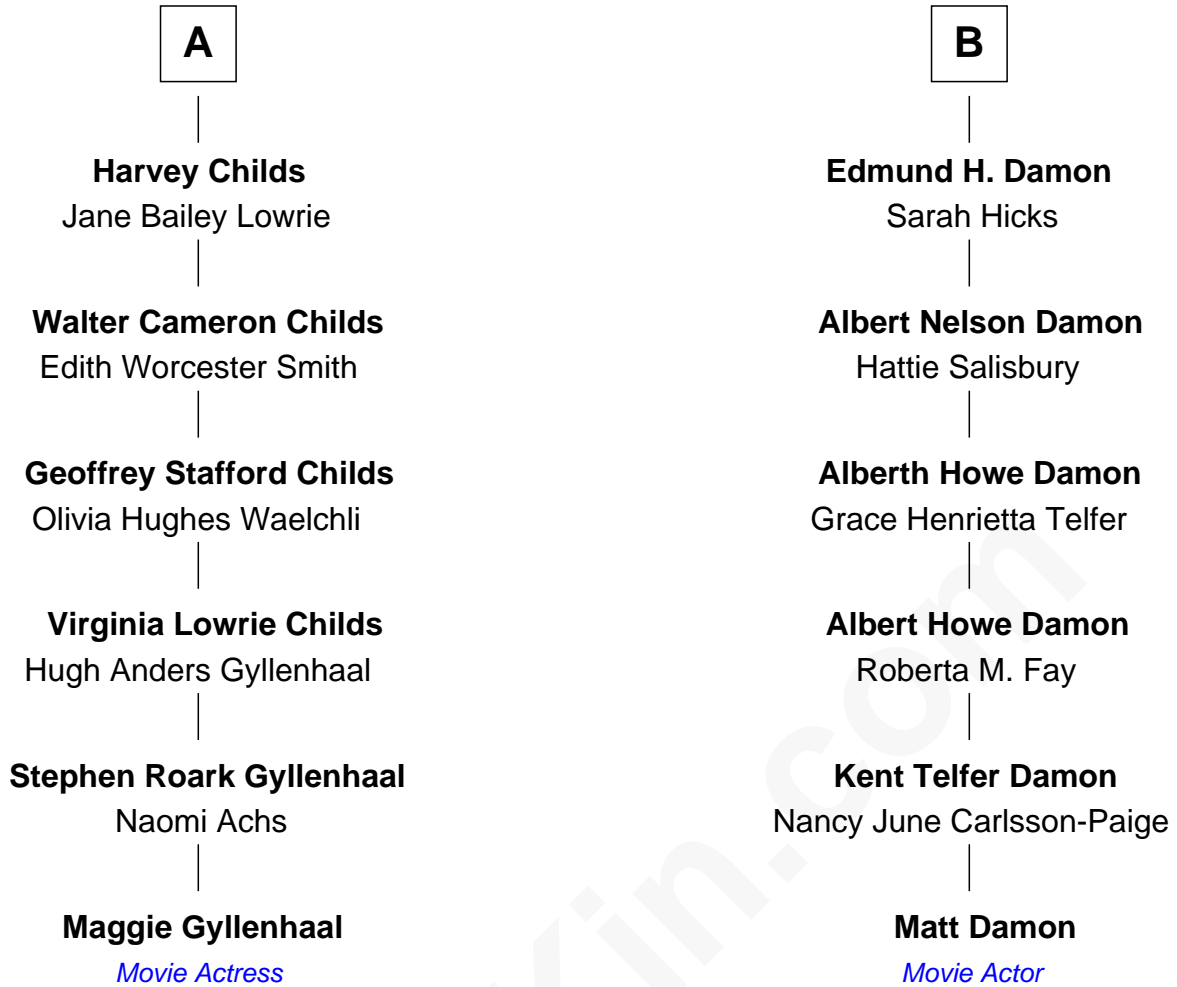 A
Harvey Childs
Jane Bailey Lowrie
Walter Cameron Childs
Edith Worcester Smith
Geoffrey Stafford Childs
Olivia Hughes Waelchli
Virginia Lowrie Childs
Hugh Anders Gyllenhaal
Stephen Roark Gyllenhaal
Naomi Achs
Maggie Gyllenhaal
Movie Actress
B
Edmund H. Damon
Sarah Hicks
Albert Nelson Damon
Hattie Salisbury
Alberth Howe Damon
Grace Henrietta Telfer
Albert Howe Damon
Roberta M. Fay
Kent Telfer Damon
Nancy June Carlsson-Paige
Matt Damon
Movie Actor
Kin.com